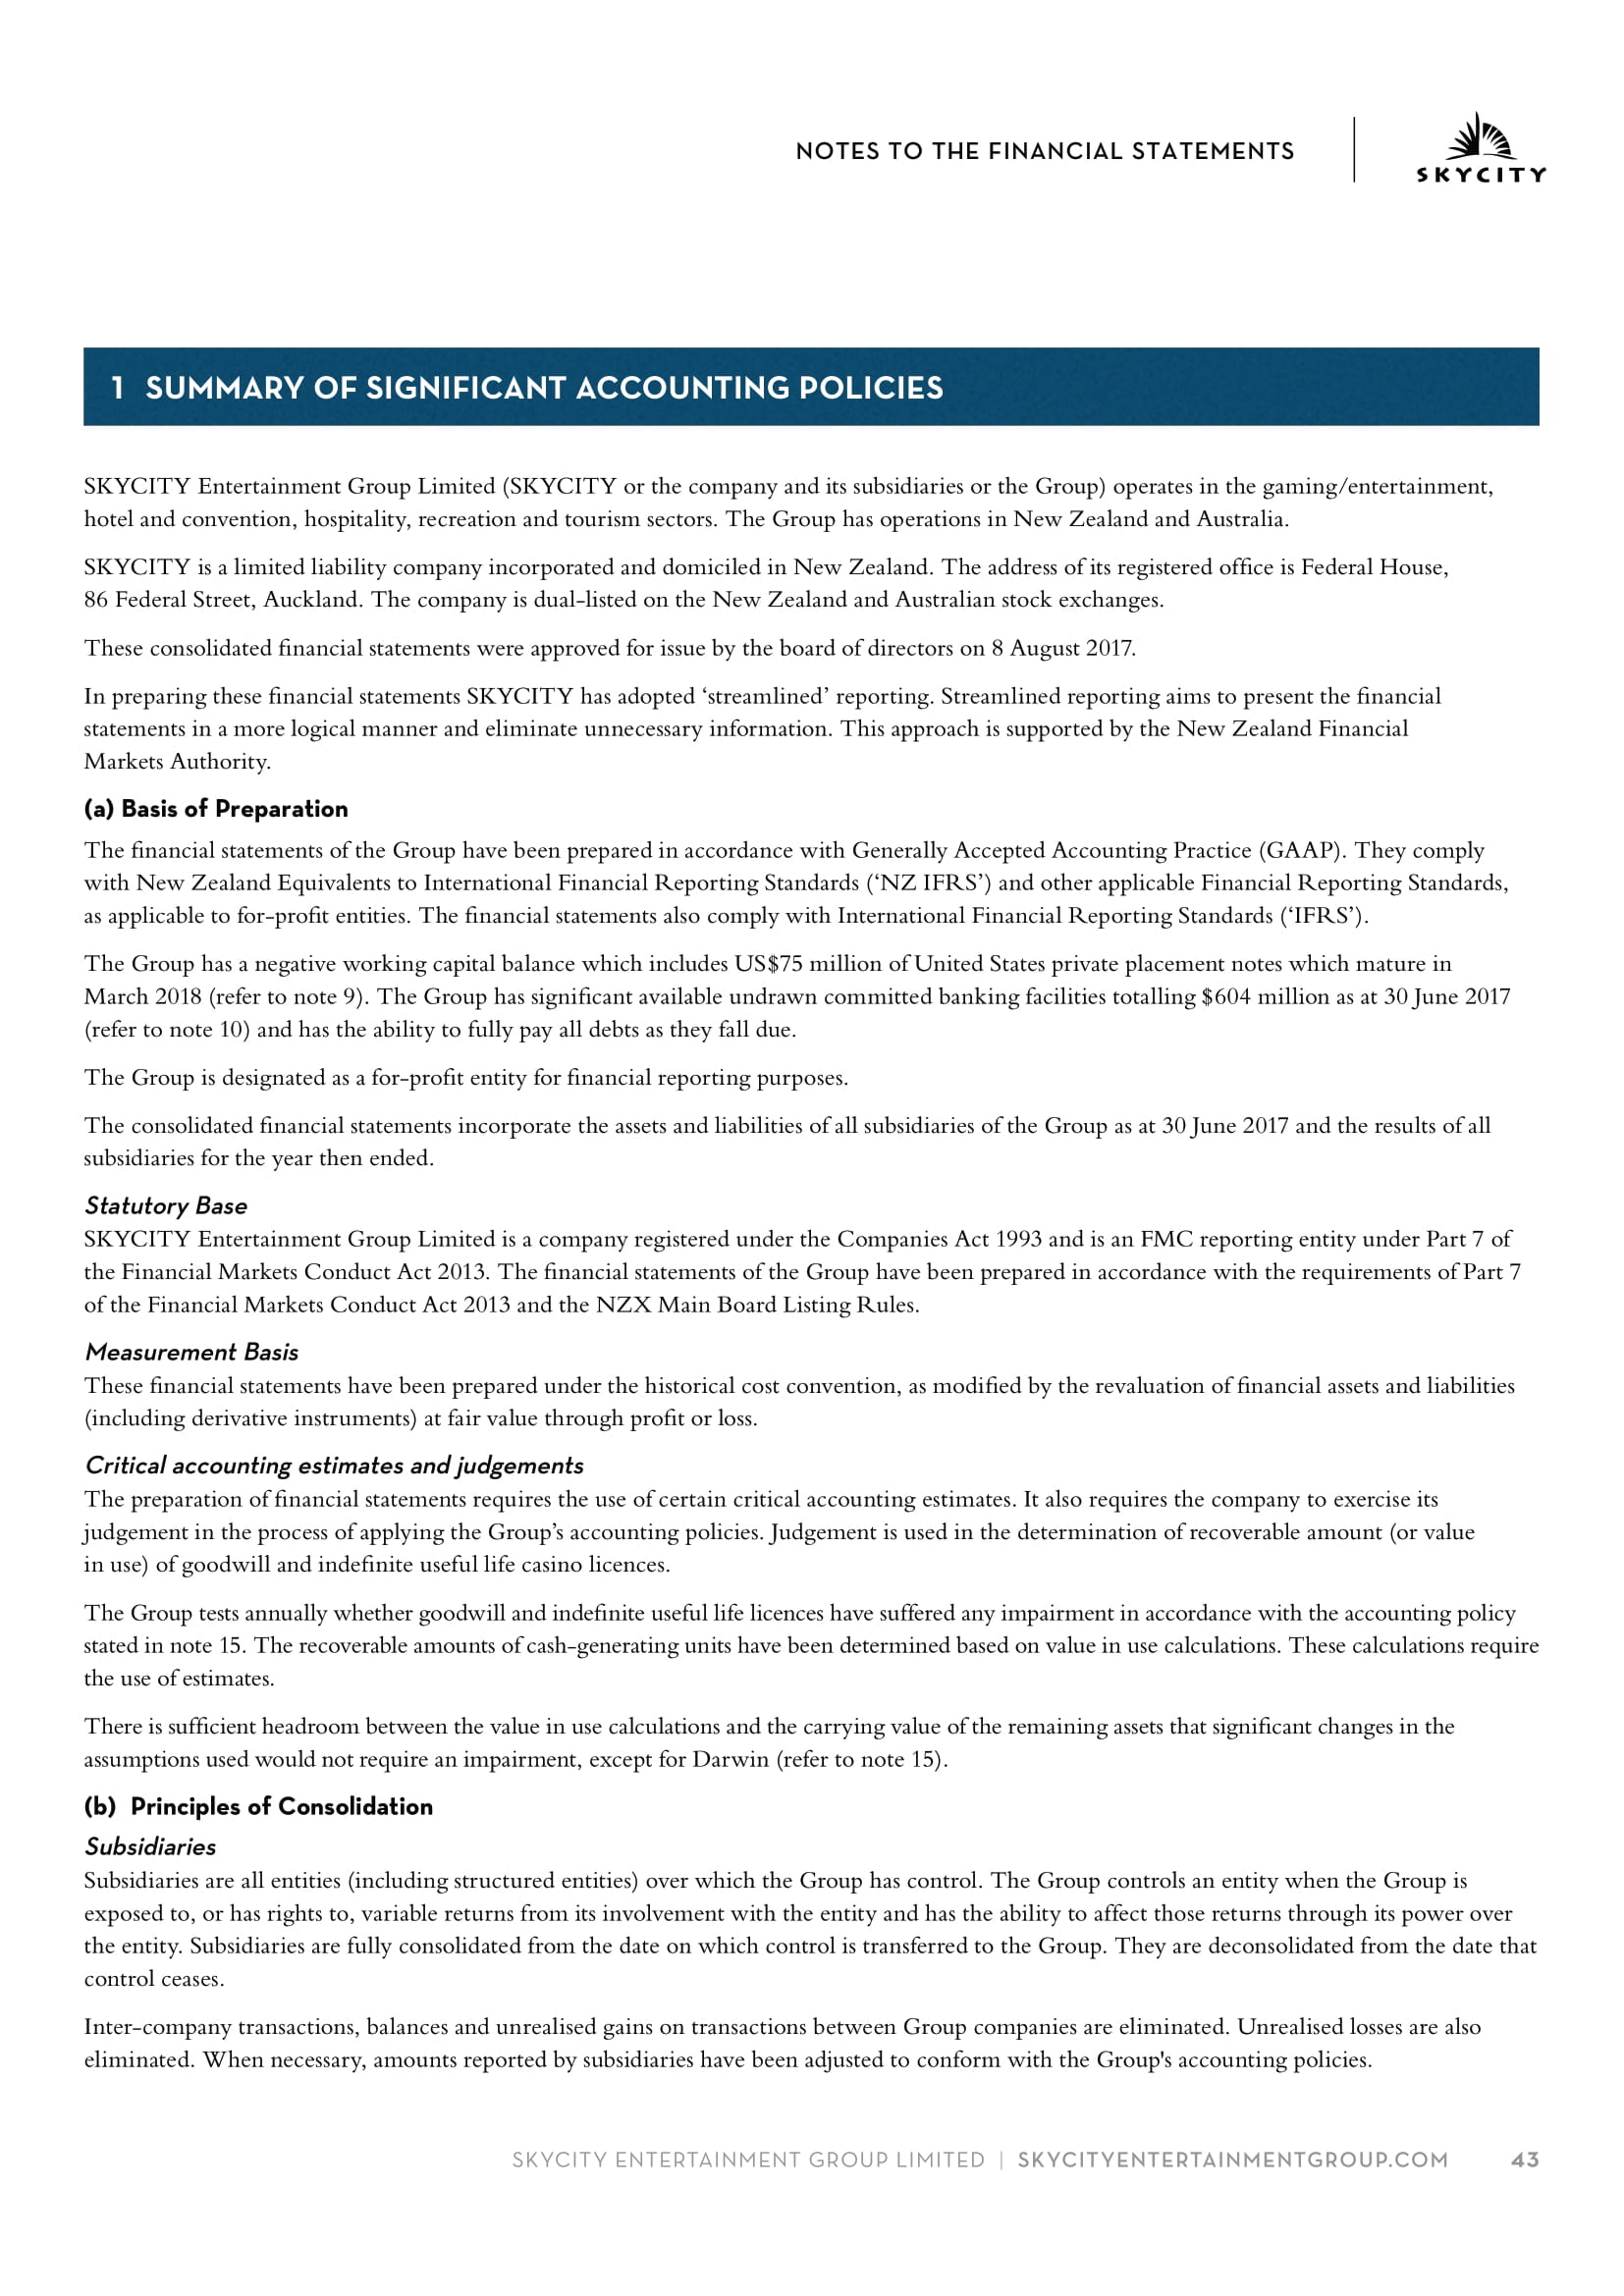 NOTES TO THE FINANCIAL STATEMENTS
SKYCITY
1 SUMMARY OF SIGNIFICANT ACCOUNTING POLICIES
SKYCITY Entertainment Group Limited (SKYCITY or the company and its subsidiaries or the Group) operates in the gaming/entertainment,
hotel and convention, hospitality, recreation and tourism sectors. The Group has operations in New Zealand and Australia.
SKYCITY is a limited liability company incorporated and domiciled in New Zealand. The address of its registered office is Federal House,
86 Federal Street, Auckland. The company is dual-listed on the New Zealand and Australian stock exchanges.
These consolidated financial statements were approved for issue by the board of directors on 8 August 2017.
In preparing these financial statements SKYCITY has adopted ‘streamlined’ reporting. Streamlined reporting aims to present the financial
statements in a more logical manner and eliminate unnecessary information. This approach is supported by the New Zealand Financial
Markets Authority.
(a) Basis of Preparation
The financial statements of the Group have been prepared in accordance with Generally Accepted Accounting Practice (GAAP). They comply
with New Zealand Equivalents to International Financial Reporting Standards (‘NZ IFRS’) and other applicable Financial Reporting Standards,
as applicable to for-profit entities. The financial statements also comply with International Financial Reporting Standards (‘IFRS’).
The Group has a negative working capital balance which includes US$75 million of United States private placement notes which mature in
March 2018 (refer to note 9). The Group has significant available undrawn committed banking facilities totalling $604 million as at 30 June 2017
(refer to note 10) and has the ability to fully pay all debts as they fall due.
The Group is designated as a for-profit entity for financial reporting purposes.
The consolidated financial statements incorporate the assets and liabilities of all subsidiaries of the Group as at 30 June 2017 and the results of all
subsidiaries for the year then ended.
Statutory Base
SKYCITY Entertainment Group Limited is a company registered under the Companies Act 1993 and is an FMC reporting entity under Part 7 of
the Financial Markets Conduct Act 2013. The financial statements of the Group have been prepared in accordance with the requirements of Part 7
of the Financial Markets Conduct Act 2013 and the NZX Main Board Listing Rules.
Measurement Basis
These financial statements have been prepared under the historical cost convention, as modified by the revaluation of financial assets and liabilities
(including derivative instruments) at fair value through profit or loss.
Critical accounting estimates and judgements
The preparation of financial statements requires the use of certain critical accounting estimates. It also requires the company to exercise its
judgement in the process of applying the Group’s accounting policies. Judgement is used in the determination of recoverable amount (or value
in use) of goodwill and indefinite useful life casino licences.
The Group tests annually whether goodwill and indefinite useful life licences have suffered any impairment in accordance with the accounting policy
stated in note 15. The recoverable amounts of cash-generating units have been determined based on value in use calculations. These calculations require
the use of estimates.
There is sufficient headroom between the value in use calculations and the carrying value of the remaining assets that significant changes in the
assumptions used would not require an impairment, except for Darwin (refer to note 15).
(b) Principles of Consolidation
Subsidiaries
Subsidiaries are all entities (including structured entities) over which the Group has control. The Group controls an entity when the Group is
exposed to, or has rights to, variable returns from its involvement with the entity and has the ability to affect those returns through its power over
the entity. Subsidiaries are fully consolidated from the date on which control is transferred to the Group. They are deconsolidated from the date that
control ceases.
Inter-company transactions, balances and unrealised gains on transactions between Group companies are eliminated. Unrealised losses are also
eliminated. When necessary, amounts reported by subsidiaries have been adjusted to conform with the Group's accounting policies.
SKYCITY ENTERTAINMENT GROUP LIMITED | SKYCITYENTERTAINMENTGROUP.COM 43